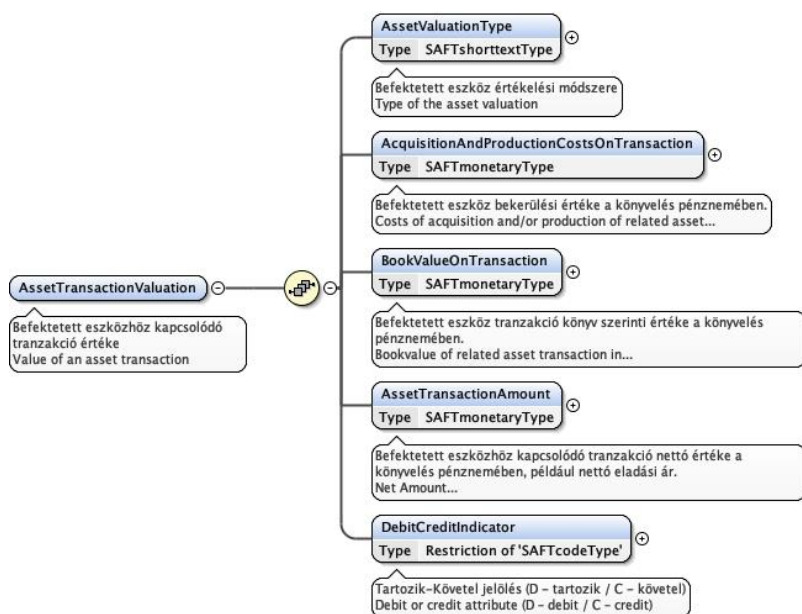 AssetValuationType
Type SAFTshorttextType
Befektetett eszköz értékelési módszere
Type of the asset valuation
AcquisitionAndProductionCostsOnTransaction
Type SAFTmonetaryType
Befektetett eszköz bekerülési értéke a könyvelés pénznemében.
Costs of acquisition and/or production of related asset...
BookValueOnTransaction
Type SAFTmonetaryType
AssetTransactionValuation
Befektetett eszközhöz kapcsolódó
tranzakció értéke
Value of an asset transaction
Befektetett eszköz tranzakció könyv szerinti értéke a könyvelés
pénznemében.
Bookvalue of related asset transaction in...
AssetTransactionAmount
Type SAFTmonetaryType
Befektetett eszközhöz kapcsolódó tranzakció nettó értéke a
könyvelés pénznemében, például nettó eladási ár.
Net Amount...
DebitCreditIndicator
Type Restriction of 'SAFTcodeType'
Tartozik-Követel jelölés (D - tartozik / C - követel)
Debit or credit attribute (D - debit / C - credit)